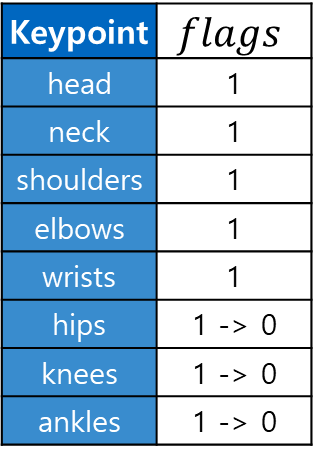 Keypoint flags
head 1
neck 1
shoulders 1
elbows 1
wrists 1
hips 1 -> 0
knees 1 -> 0
ankles 1 -> 0